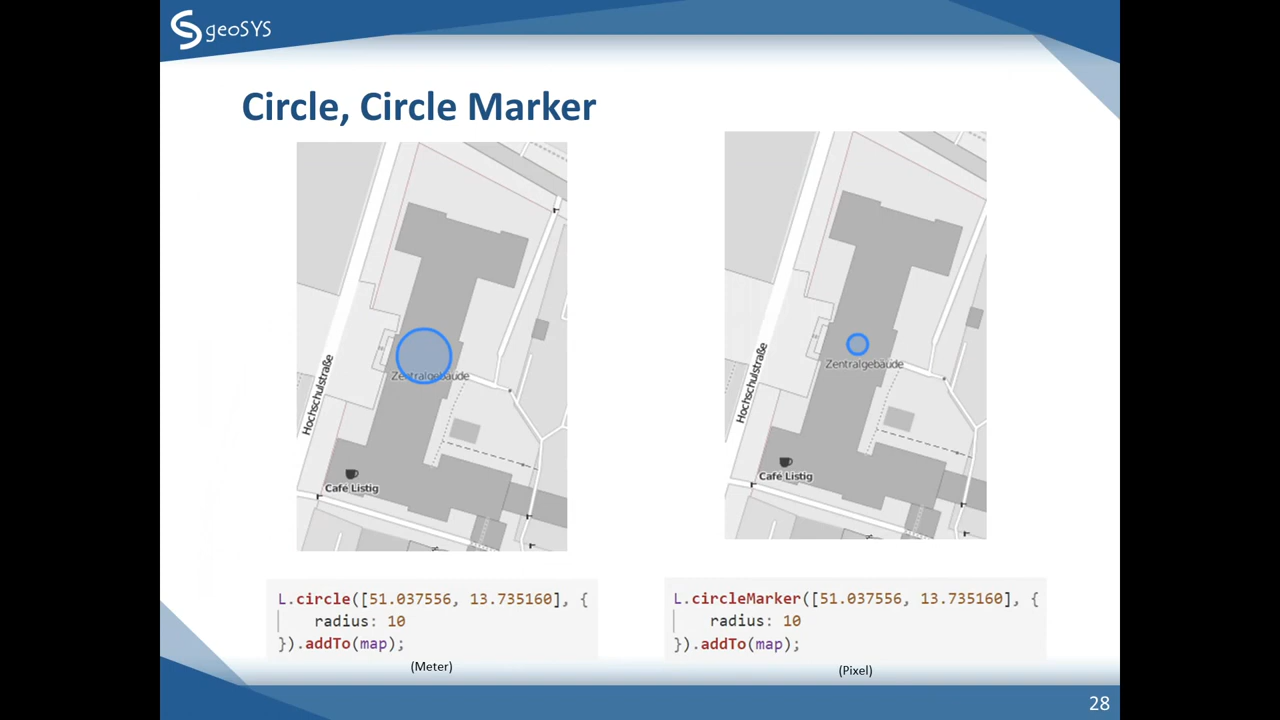 geoSYS
Circle, Circle Marker
Hochschulstraße
Zentralgebäude
Café Listig
Hochschulstraße
Zentralgebäude
Café Listig
L.circle([51.037556, 13.735160], {
radius: 10
}).addTo(map);
(Meter)
L.circleMarker([51.037556, 13.735160], {
radius: 10
}).addTo(map);
(Pixel)
28